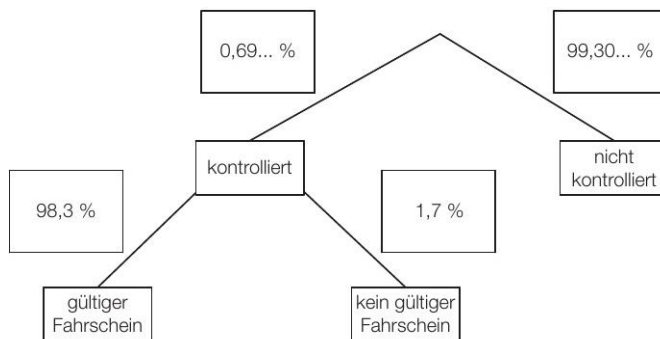 0,69... %
99,30... %
kontrolliert
nicht
kontrolliert
98,3 %
1,7 %
gültiger
Fahrschein
kein gültiger
Fahrschein